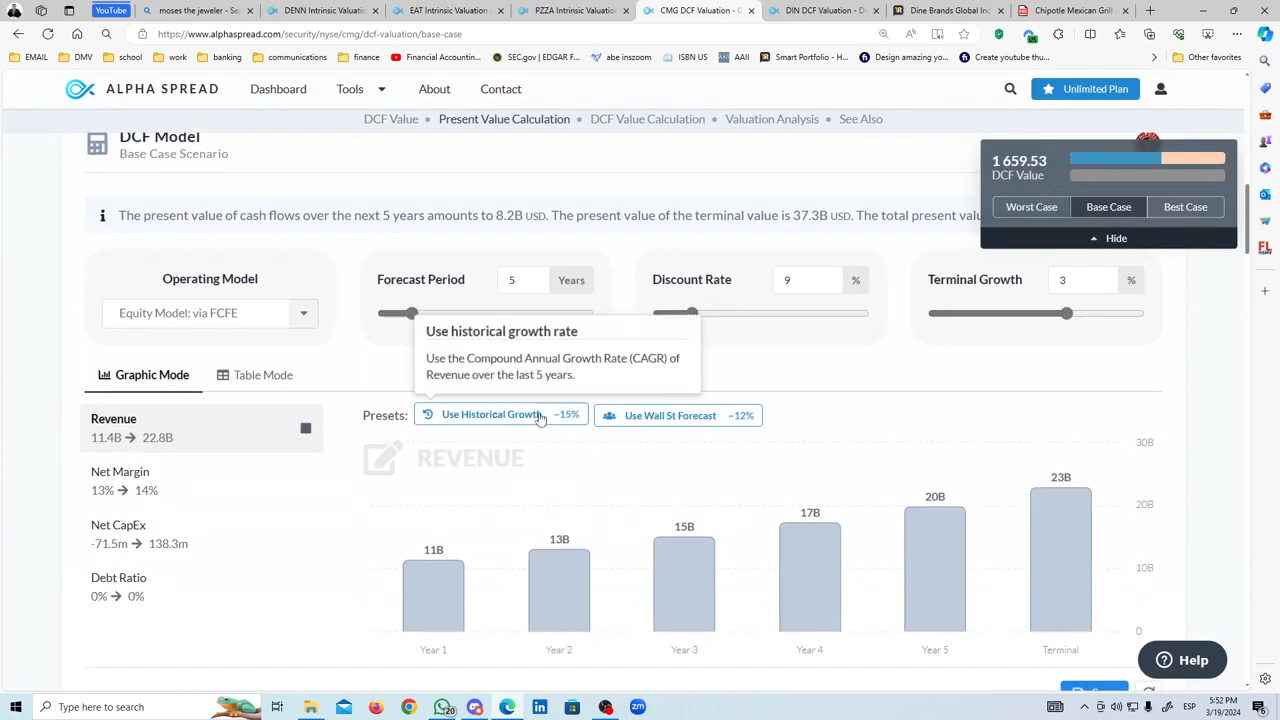 YouTube
moses the jeweler - Se
DENN Intrinsic Valuatio
EAT Intrinsic Valuation
PZZA Intrinsic Valuatio
CMG DCF Valuation - C
DIN DCF Valuation - D
Dine Brands Global Inc
Chipotle Mexican Grill
https://www.alphaspread.com/security/nyse/cmg/dcf-valuation/base-case
EMAIL
DMV
school
work
banking
communications
finance
Financial Accounting...
SEC.gov | EDGAR F...
abe inszoom
ISBN US
AAII
Smart Portfolio - H...
Design amazing yo...
Create youtube thu...
Other favorites
ALPHA SPREAD
Dashboard
Tools
About
Contact
Unlimited Plan
DCF Value • Present Value Calculation • DCF Value Calculation • Valuation Analysis • See Also
DCF Model
Base Case Scenario
1 659.53
DCF Value
Worst Case
Base Case
Best Case
Hide
The present value of cash flows over the next 5 years amounts to 8.2B USD. The present value of the terminal value is 37.3B USD. The total present valu
Operating Model
Equity Model: via FCFE
Forecast Period
5
Years
Discount Rate
9
%
Terminal Growth
3
%
Use historical growth rate
Use the Compound Annual Growth Rate (CAGR) of
Revenue over the last 5 years.
Graphic Mode
Table Mode
Presets:
Use Historical Growth ~15%
Use Wall St Forecast ~12%
Revenue
11.4B → 22.8B
Net Margin
13% → 14%
Net CapEx
-71.5m → 138.3m
Debt Ratio
0% → 0%
REVENUE
30B
20B
10B
0
11B
13B
15B
17B
20B
23B
Year 1
Year 2
Year 3
Year 4
Year 5
Terminal
Help
Type here to search
20
ESP
5:52 PM
3/19/2024
6